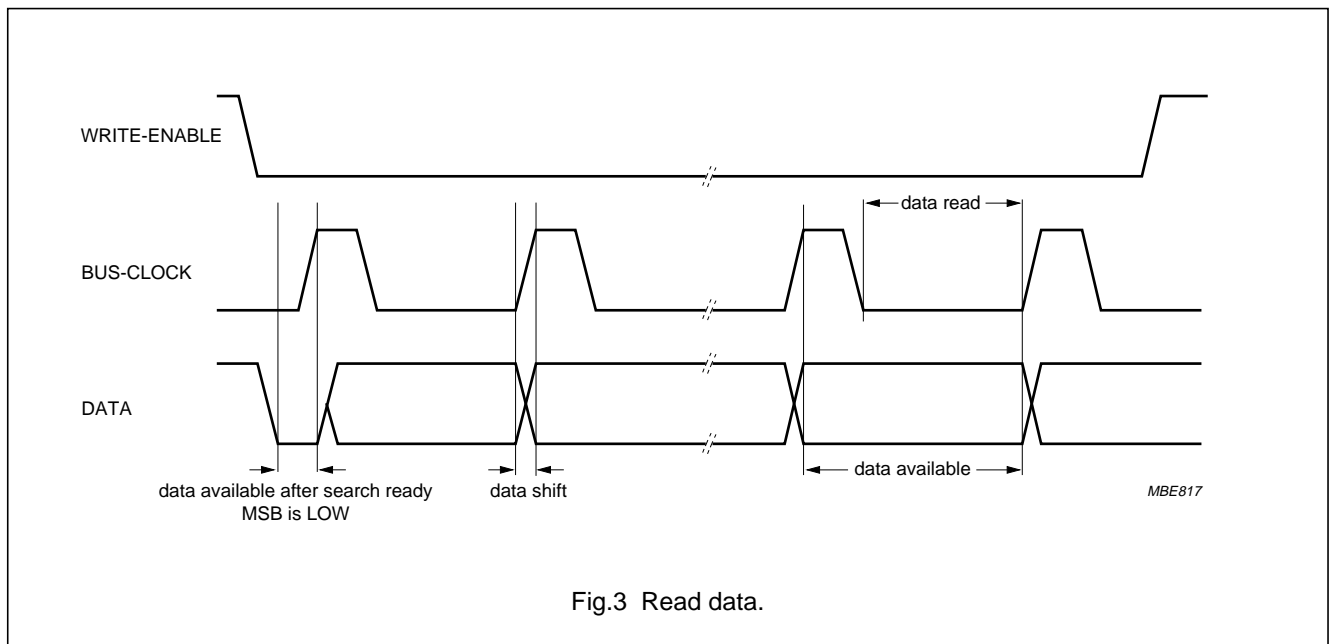 WRITE-ENABLE
data read
BUS-CLOCK
DATA
data available
data available after search ready
MSB is LOW
data shift
MBE817
Fig.3 Read data.